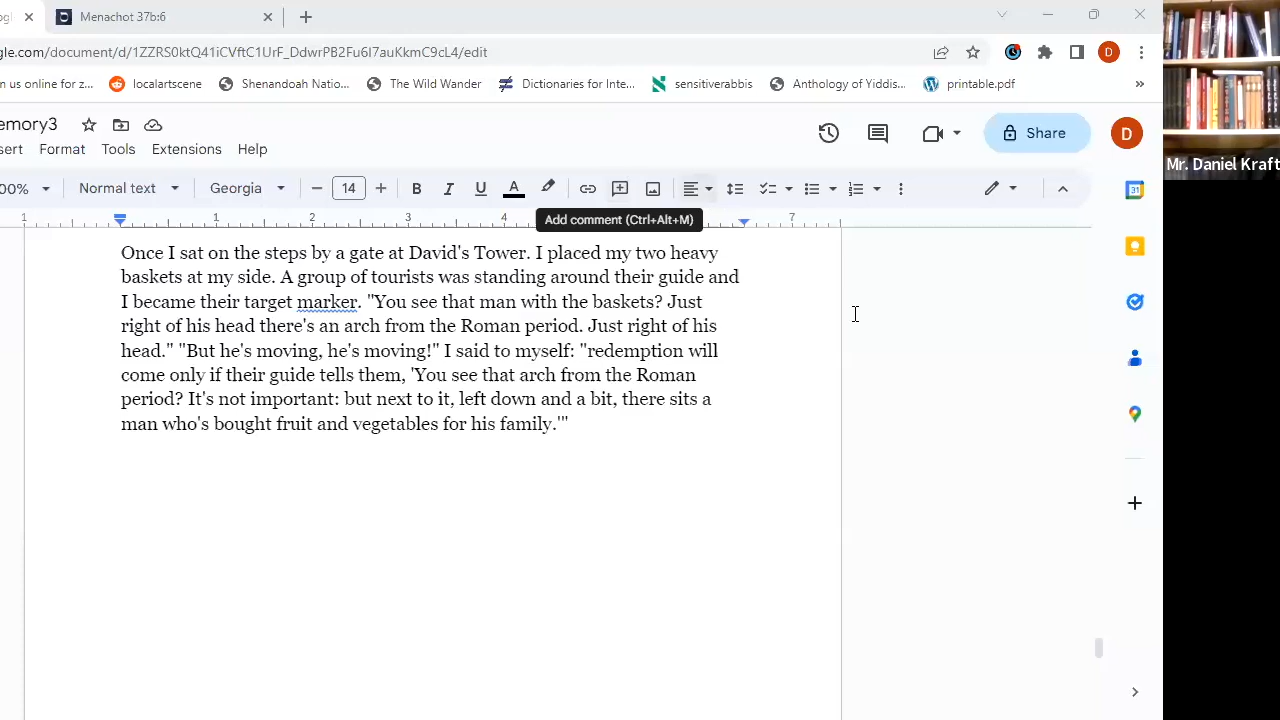 Menachot 37b:6
gle.com/document/d/1ZZRS0ktQ41iCVftC1UrF_DdwrPB2Fu6I7auKkmC9cL4/edit
n us online for z... localartscene Shenandoah Natio... The Wild Wander Dictionaries for Inte... sensitiverabbis Anthology of Yiddis... printable.pdf »
emory3
Share D
Format Tools Extensions Help
Mr. Daniel Kraft
00% Normal text Georgia 14 B I U A
Add comment (Ctrl+Alt+M)
1 1 2 3 4 7
Once I sat on the steps by a gate at David's Tower. I placed my two heavy
baskets at my side. A group of tourists was standing around their guide and
I became their target marker. "You see that man with the baskets? Just
right of his head there's an arch from the Roman period. Just right of his
head." "But he's moving, he's moving!" I said to myself: "redemption will
come only if their guide tells them, 'You see that arch from the Roman
period? It's not important: but next to it, left down and a bit, there sits a
man who's bought fruit and vegetables for his family.'"